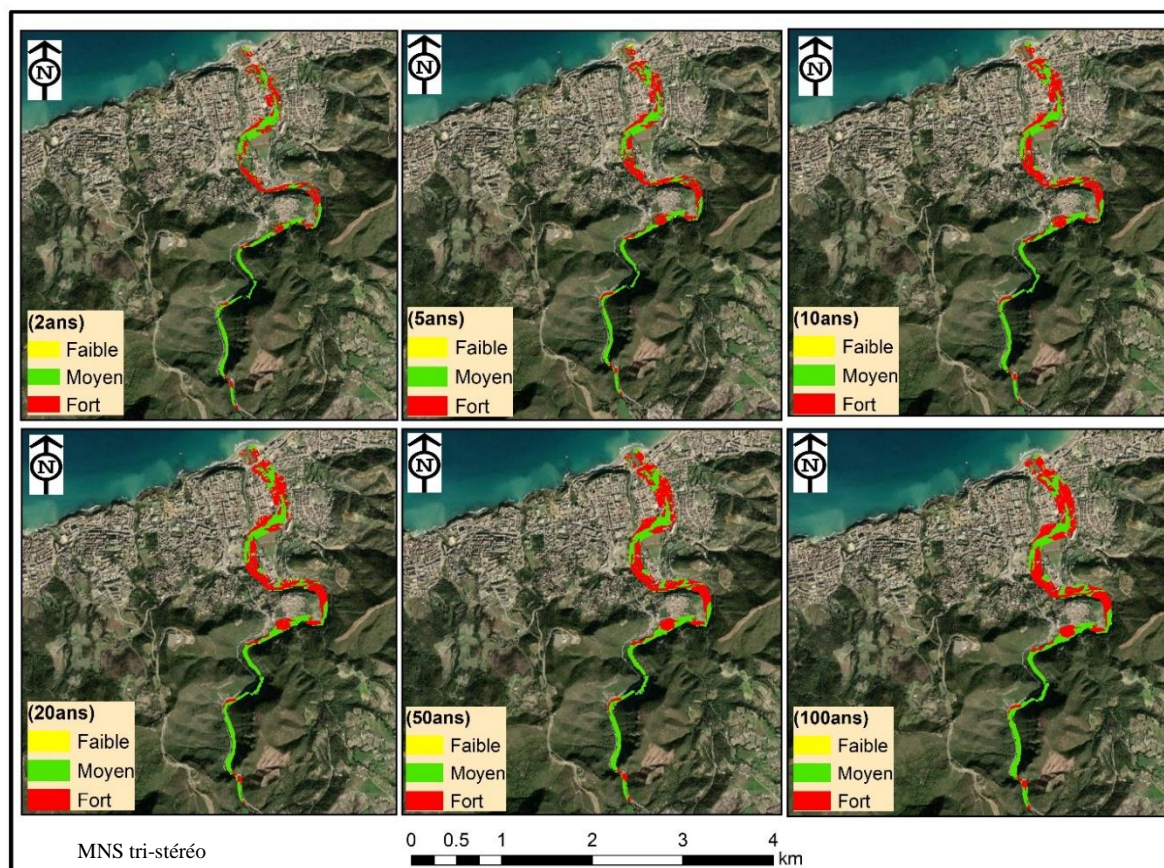 N
(2ans)
Faible
Moyen
Fort
N
(5ans)
Faible
Moyen
Fort
N
(10ans)
Faible
Moyen
Fort
N
(20ans)
Faible
Moyen
Fort
N
(50ans)
Faible
Moyen
Fort
N
(100ans)
Faible
Moyen
Fort
MNS tri-stéréo
0 0.5 1 2 3 4
km